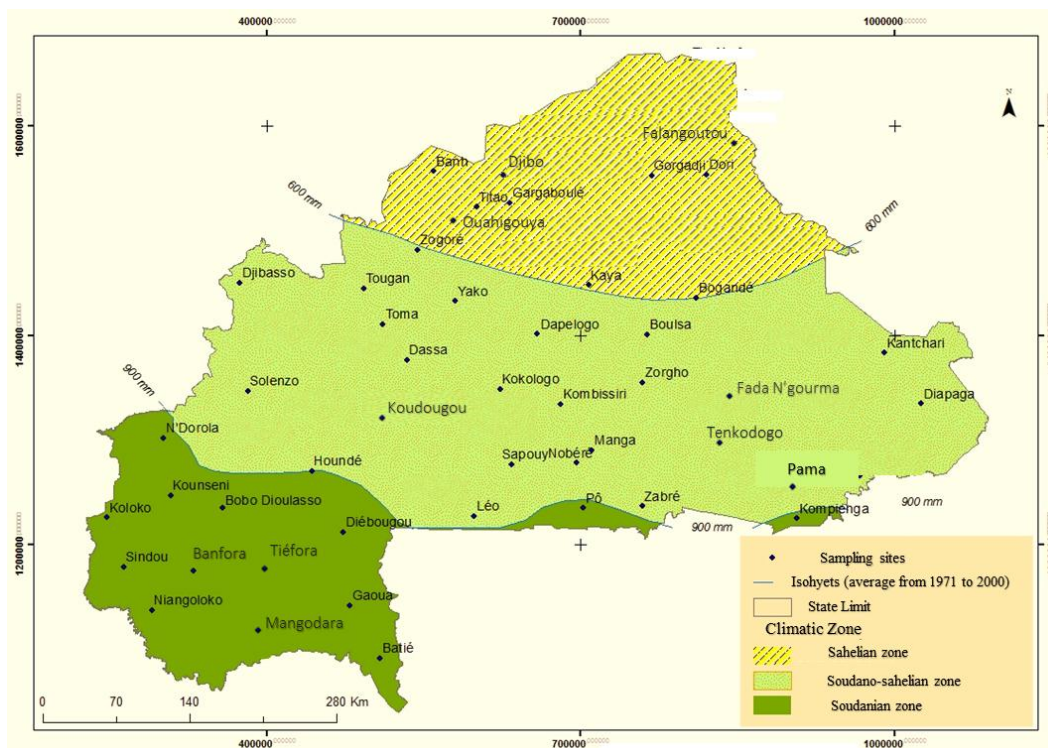 400000
700000
1000000
1600000
Falangoutou
Banh
Djibo
Gorgadji
Dori
Titao
Gargaboulé
600 mm
Ouahigouya
600 mm
Zogoré
Djibasso
Tougan
Kaya
Bogandé
Yako
Toma
Dapelogo
Boulsa
1400000
Dassa
Kantchari
900 mm
Solenzo
Kokologo
Zorgho
Kombissiri
Fada N'gourma
Diapaga
Koudougou
N'Dorola
Manga
Tenkodogo
Houndé
Sapouy
Nobéré
Pama
Kounseni
Bobo Dioulasso
Koloko
Léo
Pô
Zabré
900 mm
Kompienga
900 mm
Diébougou
1200000
Sindou
Banfora
Tiéfora
Niangoloko
Gaoua
Mangodara
Batié
Sampling sites
Isohyets (average from 1971 to 2000)
State Limit
Climatic Zone
Sahelian zone
Soudano-sahelian zone
Soudanian zone
0 70 140 280 Km
400000
700000
1000000